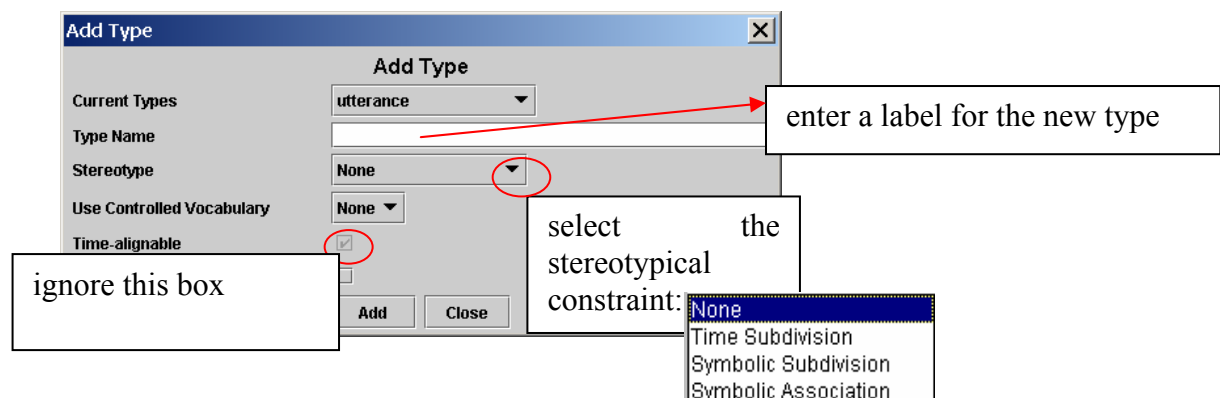 Add Type
Add Type
Current Types utterance
Type Name
enter a label for the new type
Stereotype None
Use Controlled Vocabulary None
Time-alignable
ignore this box
select the
stereotypical
constraint:
Add Close
None
Time Subdivision
Symbolic Subdivision
Symbolic Association